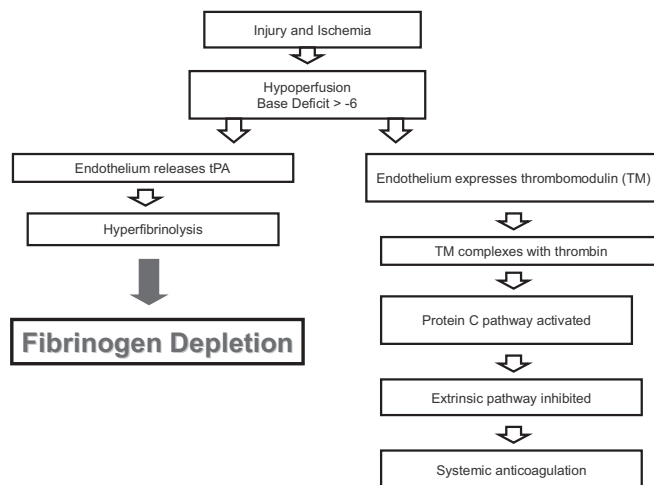 Injury and Ischemia
Hypoperfusion
Base Deficit > -6
Endothelium releases tPA
Hyperfibrinolysis
Fibrinogen Depletion
Endothelium expresses thrombomodulin (TM)
TM complexes with thrombin
Protein C pathway activated
Extrinsic pathway inhibited
Systemic anticoagulation